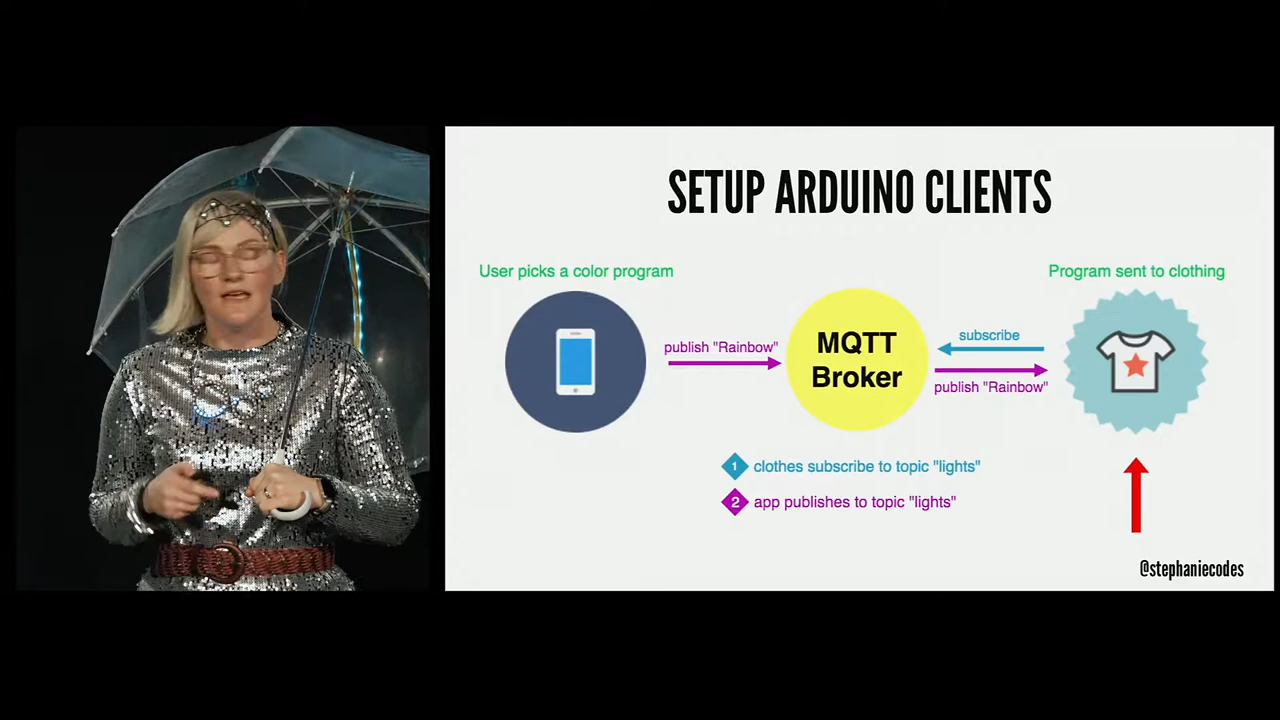 SETUP ARDUINO CLIENTS
User picks a color program
Program sent to clothing
publish "Rainbow"
MQTT
Broker
subscribe
publish "Rainbow"
1 clothes subscribe to topic "lights"
2 app publishes to topic "lights"
@stephaniecodes